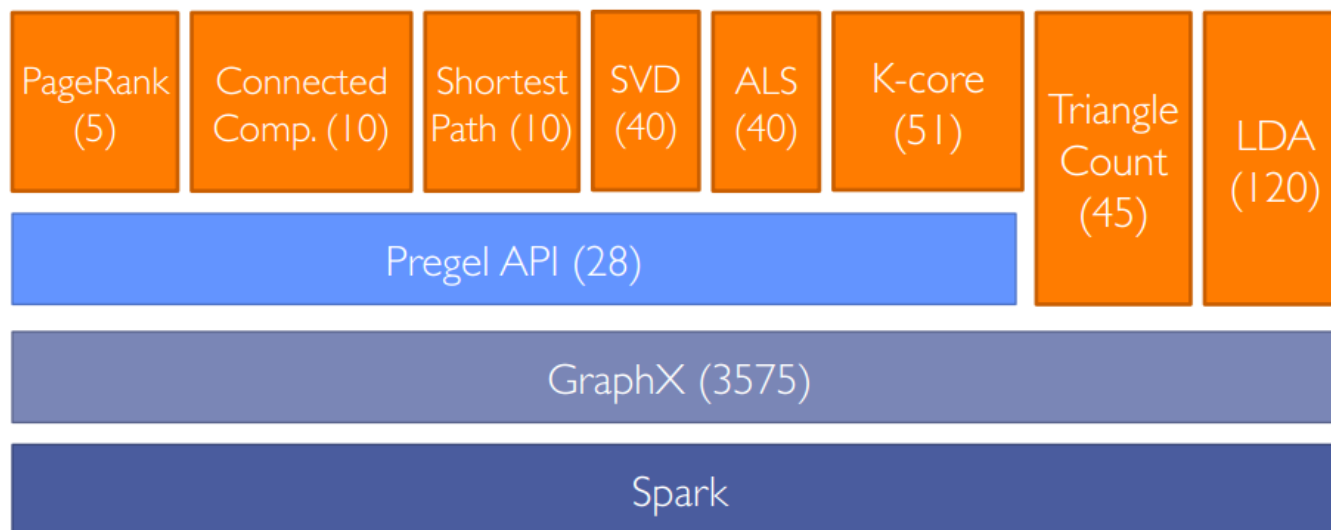 PageRank
(5)
Connected
Comp. (10)
Shortest
Path (10)
SVD
(40)
ALS
(40)
K-core
(51)
Triangle
Count
(45)
LDA
(120)
Pregel API (28)
GraphX (3575)
Spark